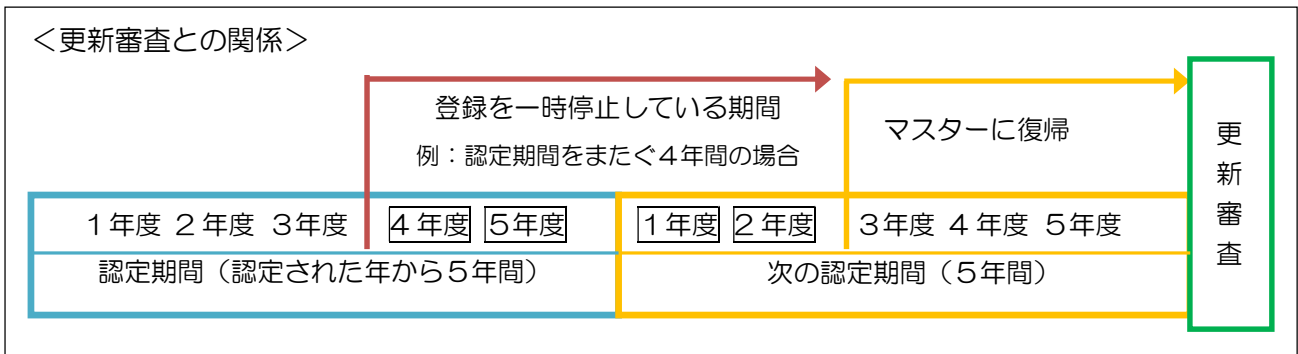 ＜更新審査との関係＞
登録を一時停止している期間
例：認定期間をまたぐ４年間の場合
マスターに復帰
１年度 ２年度 ３年度 ４年度 ５年度
１年度 ２年度 ３年度 ４年度 ５年度
認定期間（認定された年から５年間）
次の認定期間（５年間）
更新審査